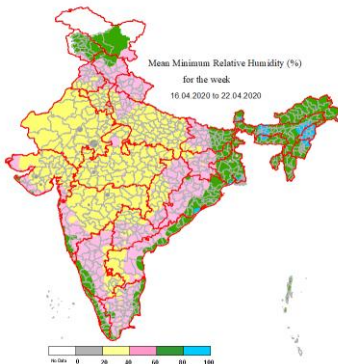 Mean Minimum Relative Humidity (%)
for the week
16.04.2020 to 22.04.2020
No Data 0 20 40 60 80 100